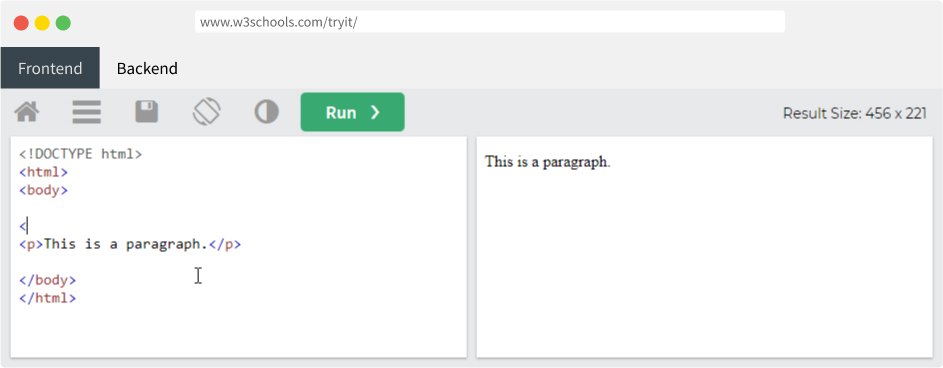 www.w3schools.com/tryit/
Frontend Backend
Run ❯ Result Size: 456 x 221
<!DOCTYPE html>
<html>
<body>
<
<p>This is a paragraph.</p>
</body>
</html>
This is a paragraph.